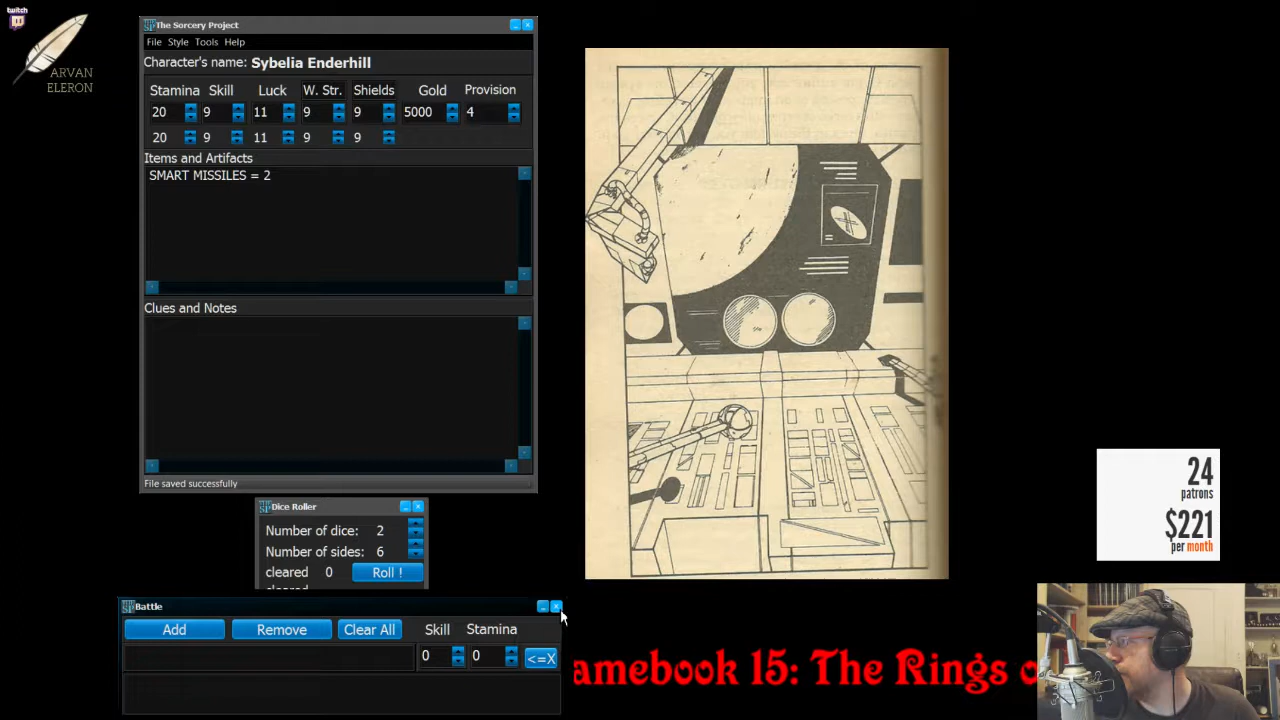 twitch
ARVAN
ELERON
The Sorcery Project
File Style Tools Help
Character's name: Sybelia Enderhill
Stamina Skill Luck W. Str. Shields Gold Provision
20 9 11 9 9 5000 4
20 9 11 9 9
Items and Artifacts
SMART MISSILES = 2
Clues and Notes
File saved successfully
Dice Roller
Number of dice: 2
Number of sides: 6
cleared 0 Roll !
cleared
Battle
Add Remove Clear All Skill Stamina
0 0 <=X
24
patrons
$221
per month
amebook 15: The Rings o